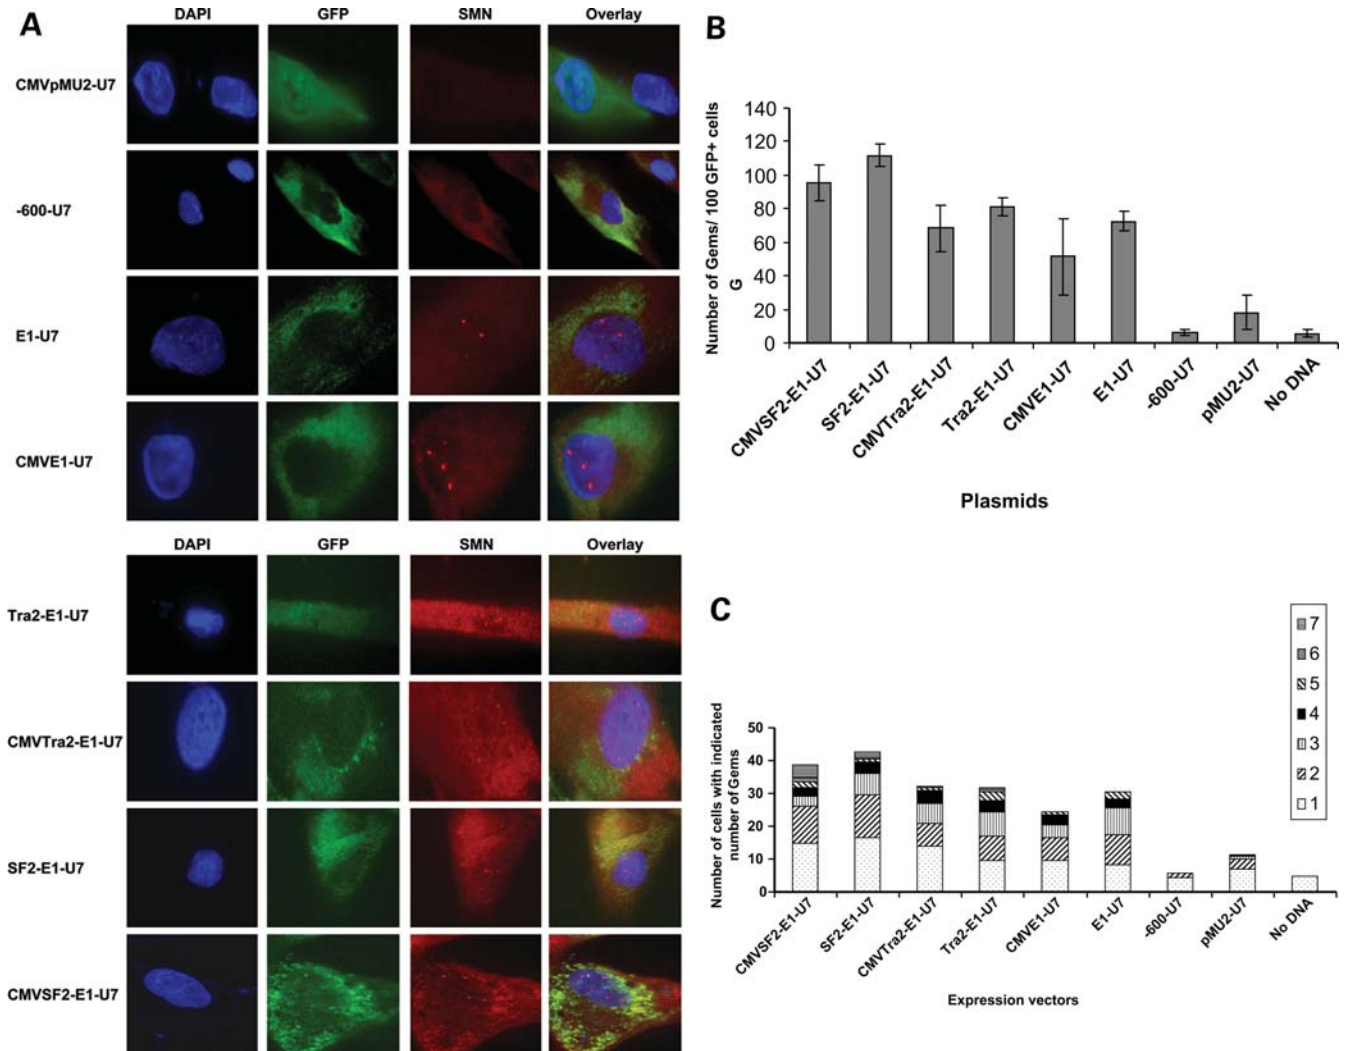 A
DAPI GFP SMN Overlay
CMVpMU2-U7
-600-U7
E1-U7
CMVE1-U7
DAPI GFP SMN Overlay
Tra2-E1-U7
CMVTra2-E1-U7
SF2-E1-U7
CMVSF2-E1-U7
B
Number of Gems/ 100 GFP+ cells
G
140
120
100
80
60
40
20
0
CMVSF2-E1-U7
SF2-E1-U7
CMVTra2-E1-U7
Tra2-E1-U7
CMVE1-U7
E1-U7
-600-U7
pMU2-U7
No DNA
Plasmids
C
Number of cells with indicated
number of Gems
50
40
30
20
10
0
CMVSF2-E1-U7
SF2-E1-U7
CMVTra2-E1-U7
Tra2-E1-U7
CMVE1-U7
E1-U7
-600-U7
pMU2-U7
No DNA
Expression vectors
7
6
5
4
3
2
1